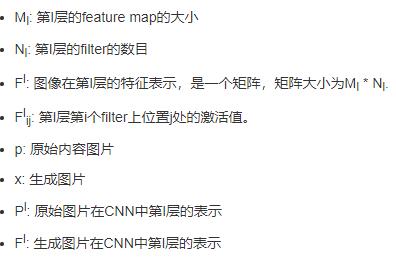 • M_l: 第l层的feature map的大小
• N_l: 第l层的filter的数目
• F^l: 图像在第l层的特征表示，是一个矩阵，矩阵大小为M_l * N_l.
• F^l_ij: 第l层第i个filter上位置j处的激活值。
• p: 原始内容图片
• x: 生成图片
• P^l: 原始图片在CNN中第l层的表示
• F^l: 生成图片在CNN中第l层的表示